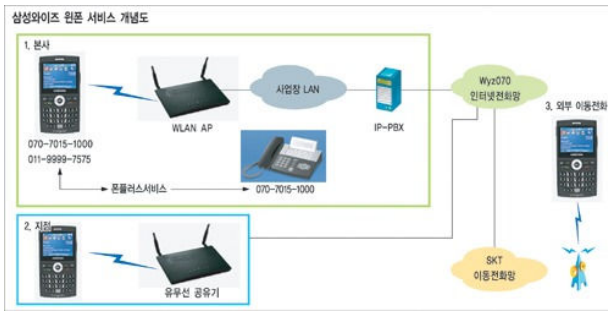 삼성와이즈 원폰 서비스 개념도
1. 본사
WLAN AP
사업장 LAN
IP-PBX
Wyz070
인터넷전화망
3. 외부 이동전화
070-7015-1000
011-9999-7575
폰플러스서비스
070-7015-1000
2. 지점
유무선 공유기
SKT
이동전화망